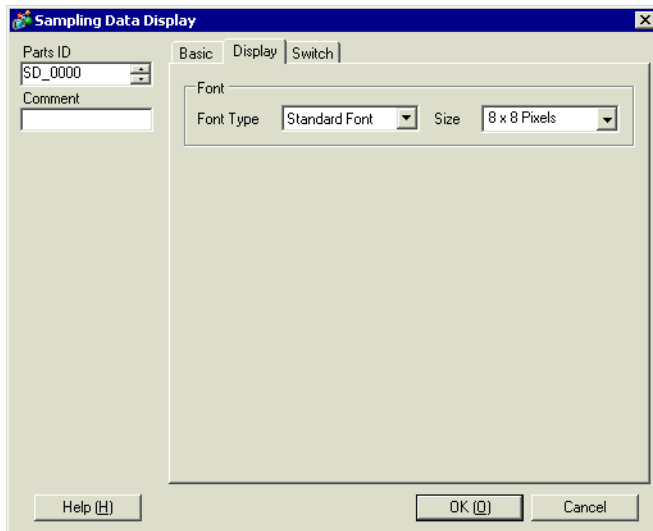 Sampling Data Display
Parts ID
SD_0000
Comment
Basic Display Switch
Font
Font Type Standard Font Size 8 x 8 Pixels
Help (H) OK (O) Cancel